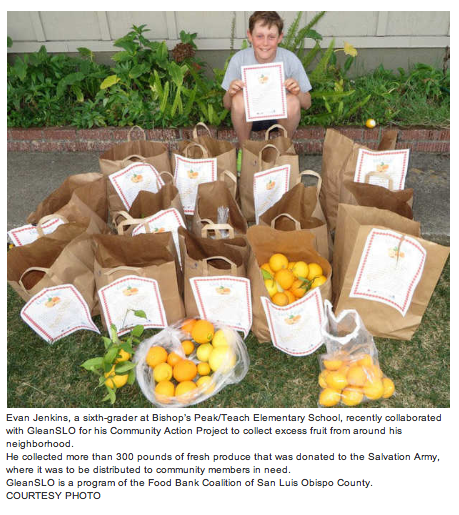 Evan Jenkins, a sixth-grader at Bishop's Peak/Teach Elementary School, recently collaborated
with GleanSLO for his Community Action Project to collect excess fruit from around his
neighborhood.
He collected more than 300 pounds of fresh produce that was donated to the Salvation Army,
where it was to be distributed to community members in need.
GleanSLO is a program of the Food Bank Coalition of San Luis Obispo County.
COURTESY PHOTO